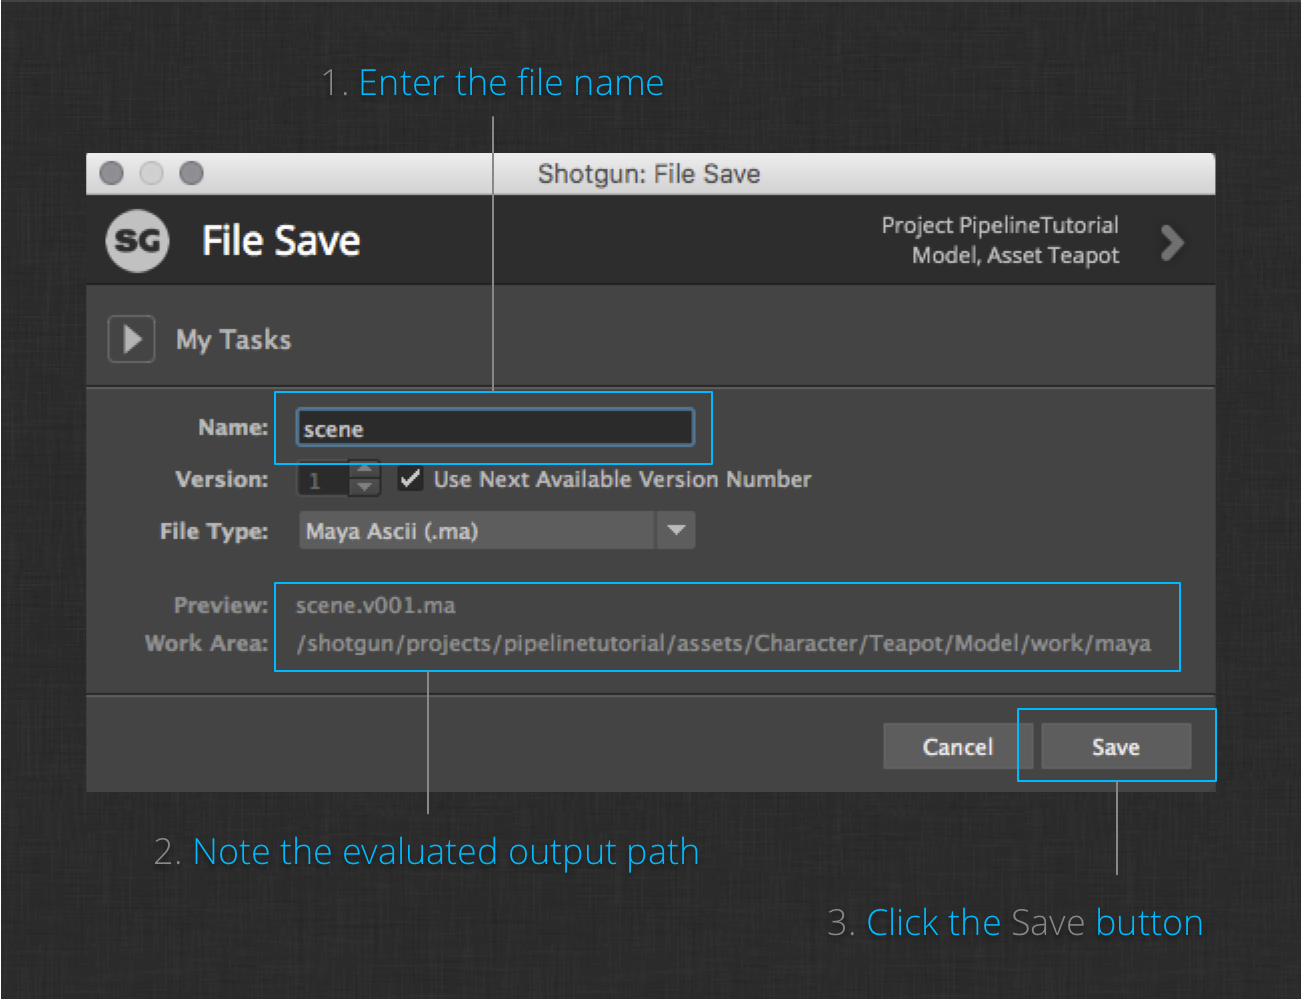 1. Enter the file name
Shotgun: File Save
SG File Save
Project PipelineTutorial
Model, Asset Teapot
My Tasks
Name: scene
Version: 1 Use Next Available Version Number
File Type: Maya Ascii (.ma)
Preview: scene.v001.ma
Work Area: /shotgun/projects/pipelinetutorial/assets/Character/Teapot/Model/work/maya
Cancel Save
2. Note the evaluated output path
3. Click the Save button